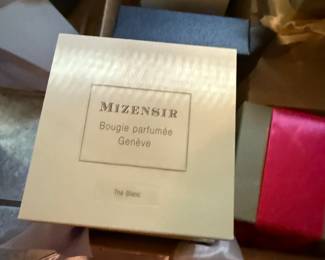 MIZENSIR
Bougie parfumée
Genève
Thé Blanc